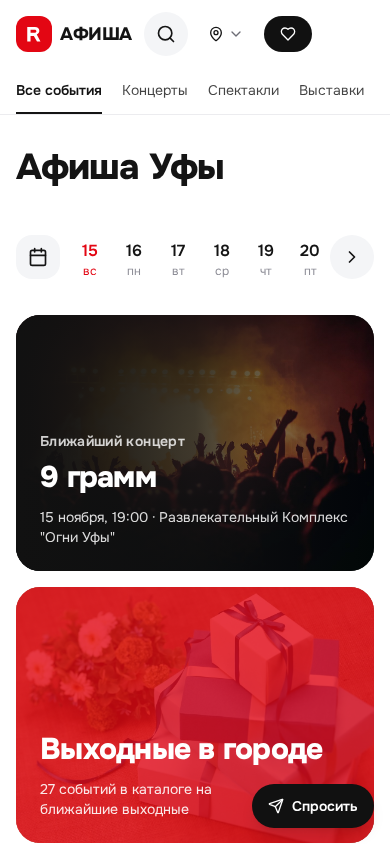 R АФИША
Все события Концерты Спектакли Выставки
Афиша Уфы
15 16 17 18 19 20
вс пн вт ср чт пт
Ближайший концерт
9 грамм
15 ноября, 19:00 · Развлекательный Комплекс
"Огни Уфы"
Выходные в городе
27 событий в каталоге на
ближайшие выходные
Спросить